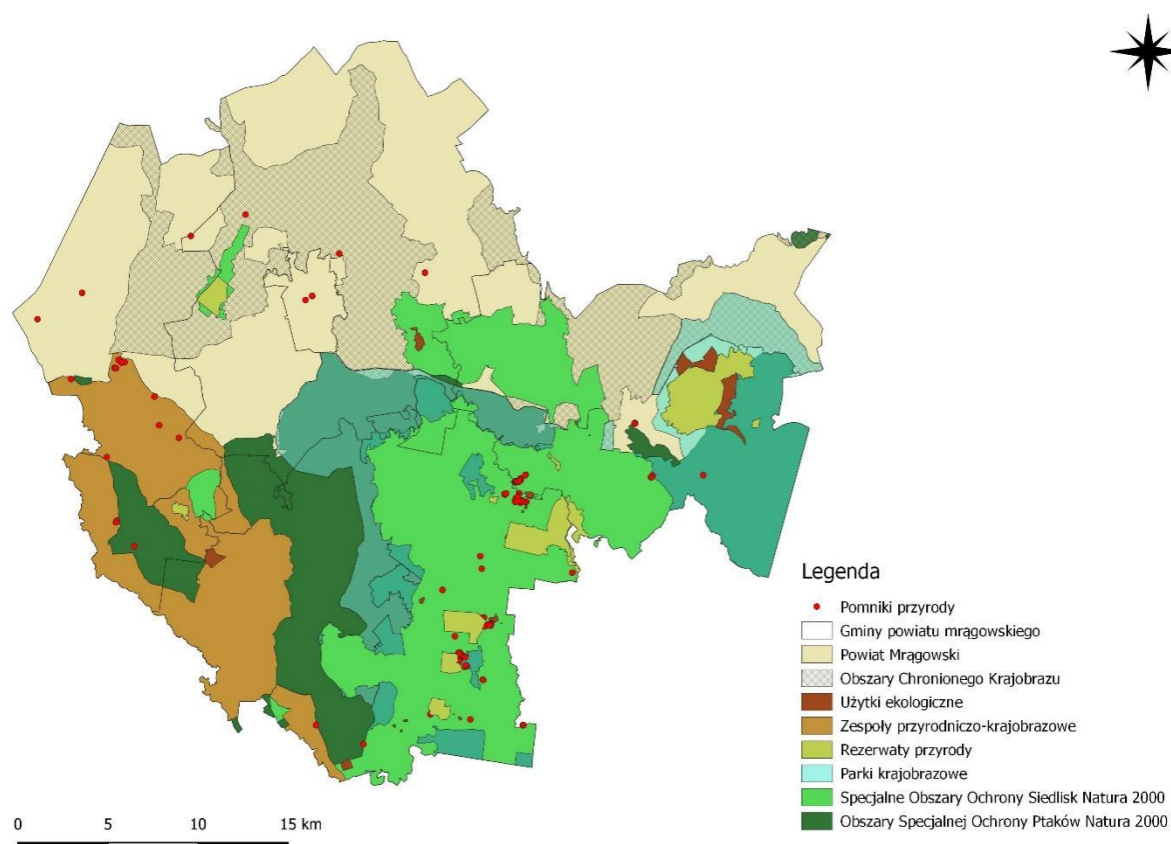 Legenda
Pomniki przyrody
Gminy powiatu mrągowskiego
Powiat Mrągowski
Obszary Chronionego Krajobrazu
Użytki ekologiczne
Zespoły przyrodniczo-krajobrazowe
Rezerwaty przyrody
Parki krajobrazowe
Specjalne Obszary Ochrony Siedlisk Natura 2000
Obszary Specjalnej Ochrony Ptaków Natura 2000
0 5 10 15 km